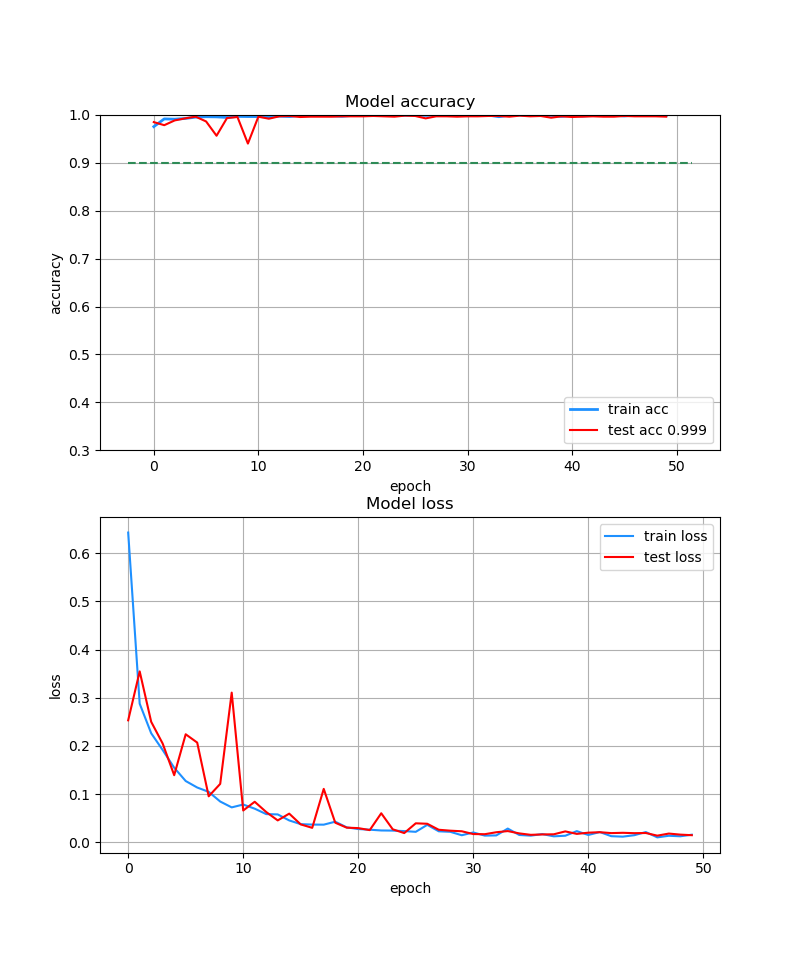 Model accuracy
1.0
0.9
0.8
0.7
0.6
0.5
0.4
0.3
accuracy
train acc
test acc 0.999
0 10 20 30 40 50
epoch
Model loss
0.6
0.5
0.4
0.3
0.2
0.1
0.0
loss
train loss
test loss
0 10 20 30 40 50
epoch